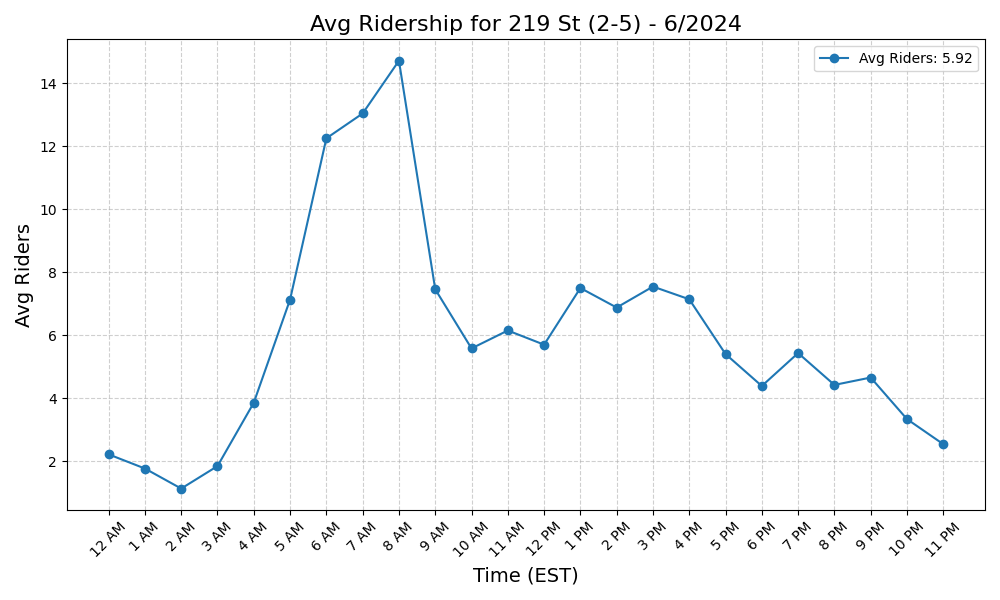 Avg Ridership for 219 St (2-5) - 6/2024
Avg Riders: 5.92
Avg Riders
14
12
10
8
6
4
2
12 AM
1 AM
2 AM
3 AM
4 AM
5 AM
6 AM
7 AM
8 AM
9 AM
10 AM
11 AM
12 PM
1 PM
2 PM
3 PM
4 PM
5 PM
6 PM
7 PM
8 PM
9 PM
10 PM
11 PM
Time (EST)